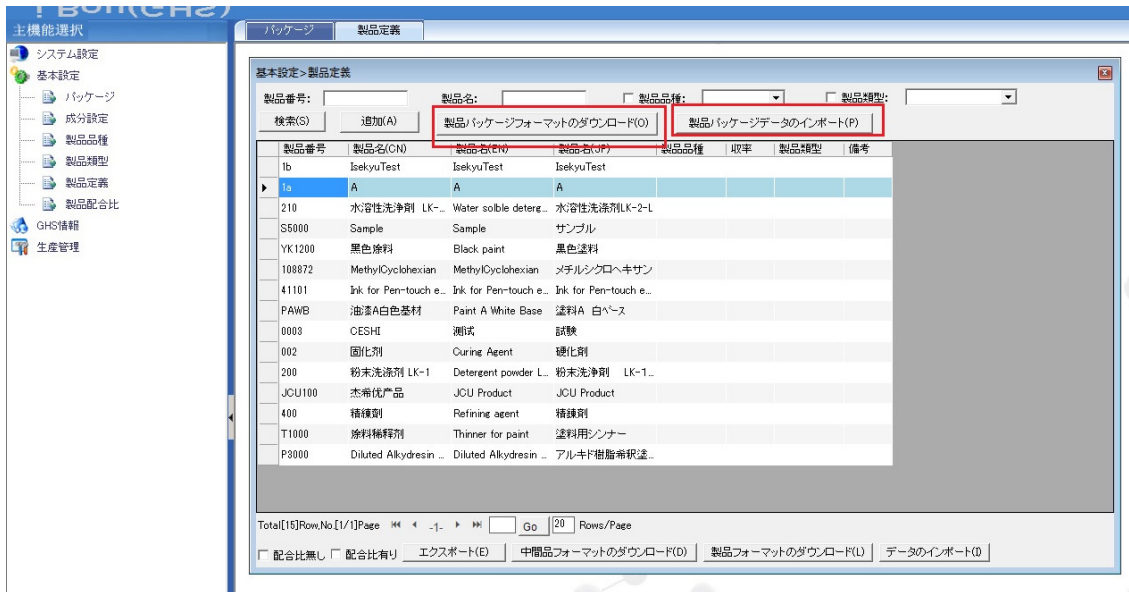 主機能選択
システム設定
基本設定
パッケージ
成分設定
製品品種
製品類型
製品定義
製品配合比
GHS情報
生産管理
パッケージ 製品定義
基本設定>製品定義
製品番号: 製品名: 製品品種: 製品類型:
検索(S) 追加(A) 製品パッケージフォーマットのダウンロード(O) 製品パッケージデータのインポート(P)
製品番号 製品名(CN) 製品名(EN) 製品名(JP) 製品品種 収率 製品類型 備考
1b IsekyuTest IsekyuTest IsekyuTest
1a A A A
210 水溶性洗浄劑 LK-... Water solble deterg... 水溶性洗涤剂LK-2-L
S5000 Sample Sample サンプル
YK1200 黒色涂料 Black paint 黒色塗料
108872 MethylCyclohexian MethylCyclohexian メチルシクロヘキサン
41101 Ink for Pen-touch e... Ink for Pen-touch e... Ink for Pen-touch e...
PAWB 油漆A白色基材 Paint A White Base 塗料A 白ベース
0003 CESHI 测试 試験
002 固化剂 Curing Agent 硬化剤
200 粉末洗涤剂 LK-1 Detergent powder L... 粉末洗浄劑 LK-1...
JCU100 杰希优产品 JCU Product JCU Product
400 精練劑 Refining agent 精錬剤
T1000 涂料稀释剂 Thinner for paint 塗料用シンナー
P3000 Diluted Alkydresin ... Diluted Alkydresin ... アルキド樹脂希釈塗...
Total[15]Row,No.[1/1]Page -1- Go 20 Rows/Page
配合比無し 配合比有り エクスポート(E) 中間品フォーマットのダウンロード(D) 製品フォーマットのダウンロード(L) データのインポート(I